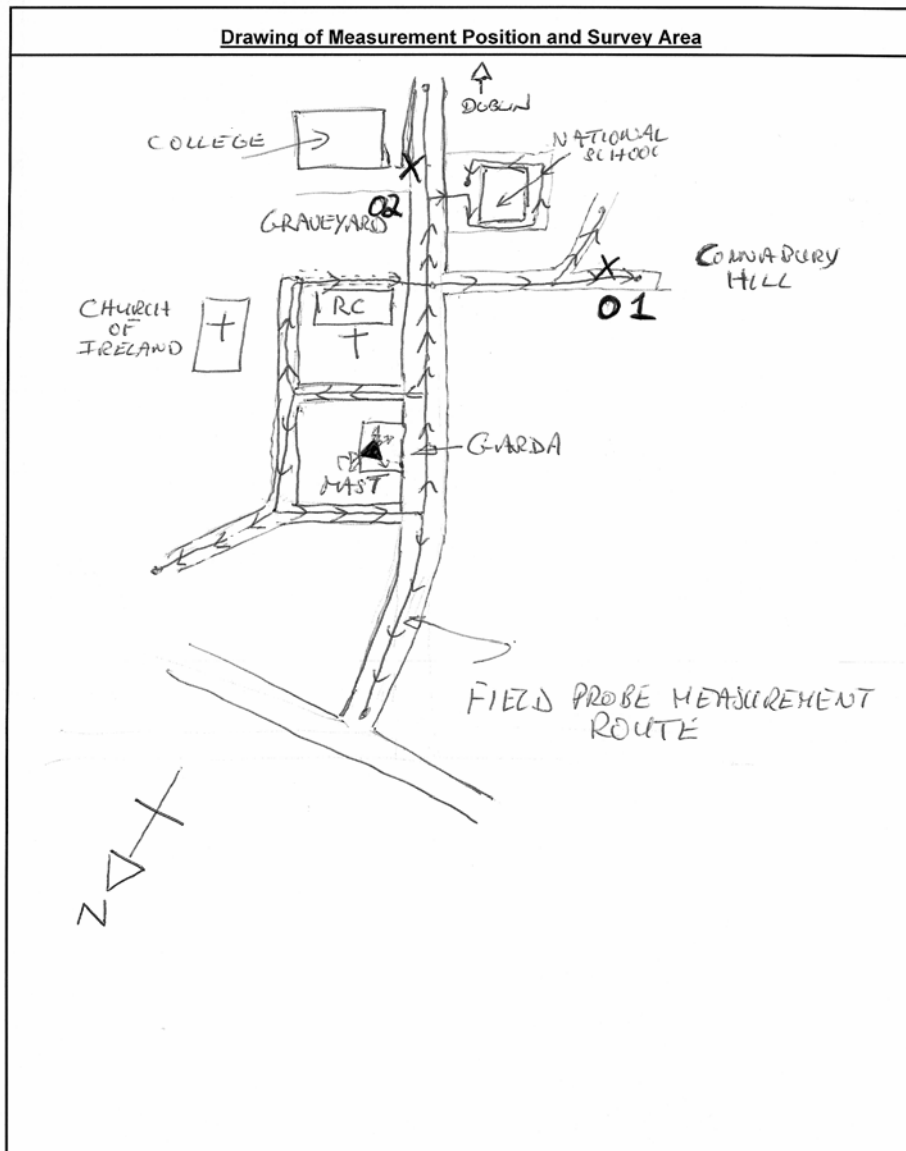 Drawing of Measurement Position and Survey Area
DUBLIN
COLLEGE
NATIONAL
SCHOOL
02
GRAVEYARD
CONNABURY
HILL
01
CHURCH
OF
IRELAND
RC
GARDA
MAST
FIELD PROBE MEASUREMENT
ROUTE
N